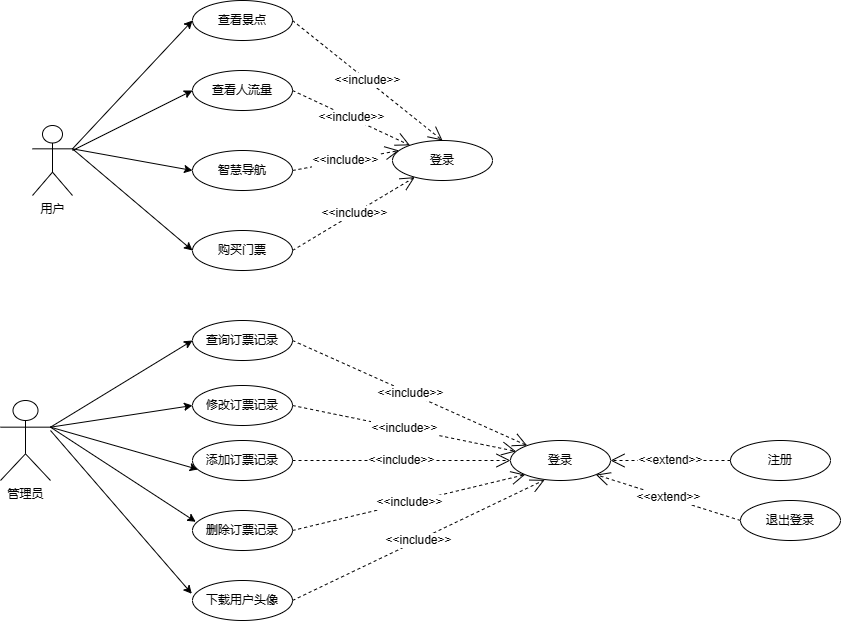 查看景点
<<include>>
查看人流量
<<include>>
用户
智慧导航
<<include>>
登录
购买门票
<<include>>
查询订票记录
<<include>>
管理员
修改订票记录
<<include>>
添加订票记录
<<include>>
登录
<<extend>>
注册
删除订票记录
<<include>>
<<extend>>
退出登录
下载用户头像
<<include>>